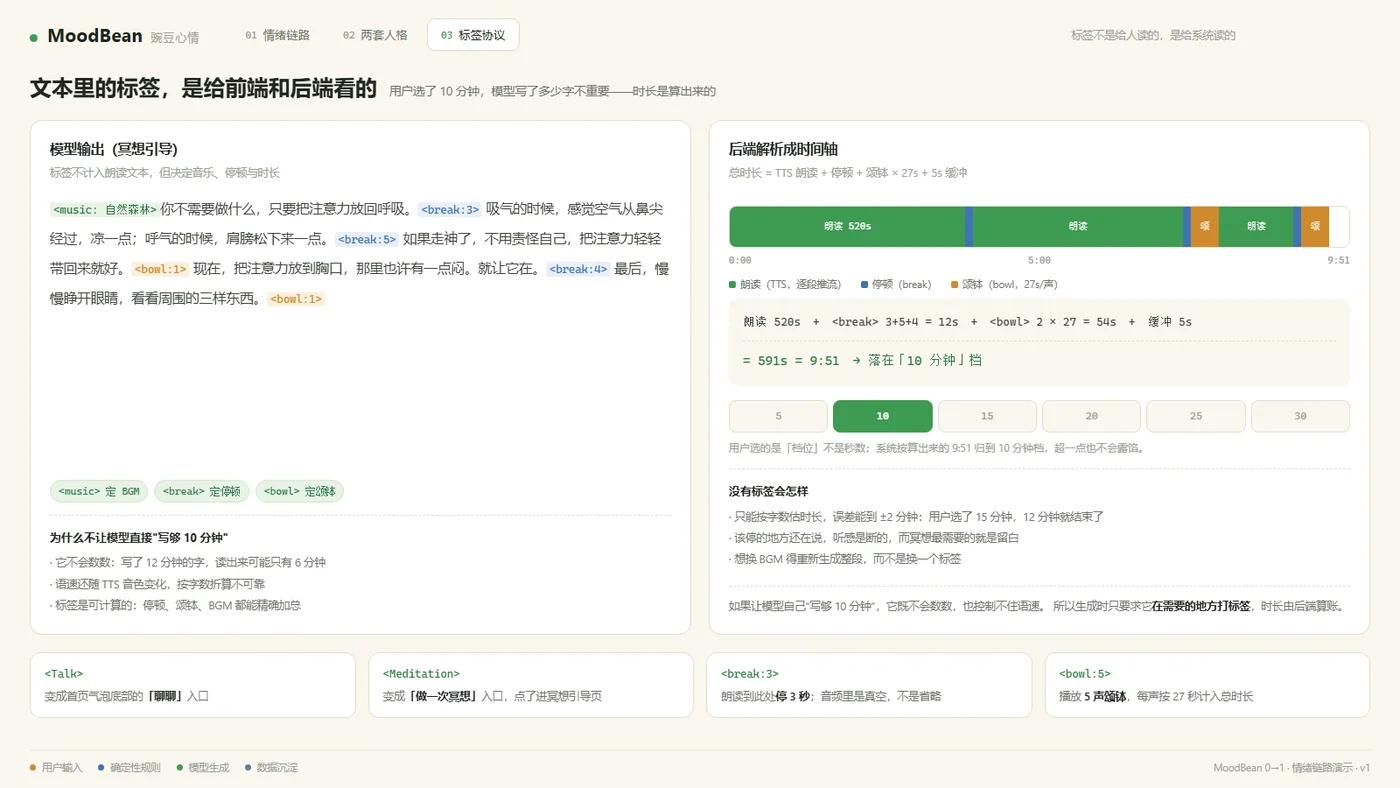 MoodBean 豌豆心情
01 情绪链路
02 两套人格
03 标签协议
标签不是给人读的，是给系统读的
文本里的标签，是给前端和后端看的
用户选了 10 分钟，模型写了多少字不重要——时长是算出来的
模型输出（冥想引导）
标签不计入朗读文本，但决定音乐、停顿与时长
<music: 自然森林> 你不需要做什么，只要把注意力放回呼吸。 <break:3> 吸气的时候，感觉空气从鼻尖
经过，凉一点；呼气的时候，肩膀松下来一点。 <break:5> 如果走神了，不用责怪自己，把注意力轻轻
带回来就好。 <bowl:1> 现在，把注意力放到胸口，那里也许有一点闷。就让它在。 <break:4> 最后，慢
慢睁开眼睛，看看周围的三样东西。 <bowl:1>
<music> 定 BGM
<break> 定停顿
<bowl> 定颂钵
为什么不让模型直接"写够 10 分钟"
· 它不会数数：写了 12 分钟的字，读出来可能只有 6 分钟
· 语速还随 TTS 音色变化，按字数折算不可靠
· 标签是可计算的：停顿、颂钵、BGM 都能精确加总
后端解析成时间轴
总时长 = TTS 朗读 + 停顿 + 颂钵 × 27s + 5s 缓冲
朗读 520s
朗读
颂
朗读
颂
0:00
5:00
9:51
朗读（TTS，逐段推流）
停顿（break）
颂钵（bowl，27s/声）
朗读 520s + <break> 3+5+4 = 12s + <bowl> 2 × 27 = 54s + 缓冲 5s
= 591s = 9:51 → 落在「10 分钟」档
5
10
15
20
25
30
用户选的是「档位」不是秒数；系统按算出来的 9:51 归到 10 分钟档，超一点也不会露馅。
没有标签会怎样
· 只能按字数估时长，误差能到 ±2 分钟：用户选了 15 分钟，12 分钟就结束了
· 该停的地方还在说，听感是断的，而冥想最需要的就是留白
· 想换 BGM 得重新生成整段，而不是换一个标签
如果让模型自己"写够 10 分钟"，它既不会数数，也控制不住语速。 所以生成时只要求它在需要的地方打标签，时长由后端算账。
<Talk>
变成首页气泡底部的「聊聊」入口
<Meditation>
变成「做一次冥想」入口，点了进冥想引导页
<break:3>
朗读到此处停 3 秒；音频里是真空，不是省略
<bowl:5>
播放 5 声颂钵，每声按 27 秒计入总时长
用户输入
确定性规则
模型生成
数据沉淀
MoodBean 0→1 · 情绪链路演示 · v1